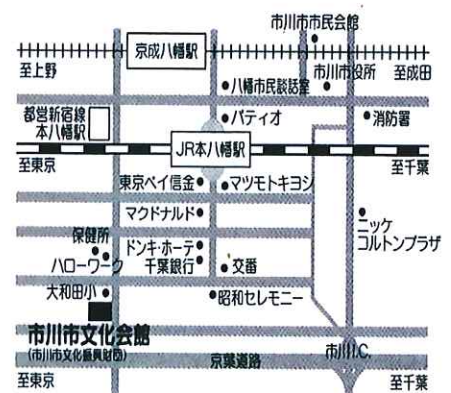 市川市市民会館
京成八幡駅
至上野
至成田
八幡市民談話室
市川市役所
都営新宿線
本八幡駅
パティオ
消防署
JR本八幡駅
至東京
至千葉
東京ベイ信金
マツモトキヨシ
マクドナルド
ニッケ
コルトンプラザ
保健所
ハローワーク
ドンキ・ホーテ
千葉銀行
交番
大和田小
昭和セレモニー
市川市文化会館
(市川市文化振興財団)
京葉道路
市川I.C.
至東京
至千葉